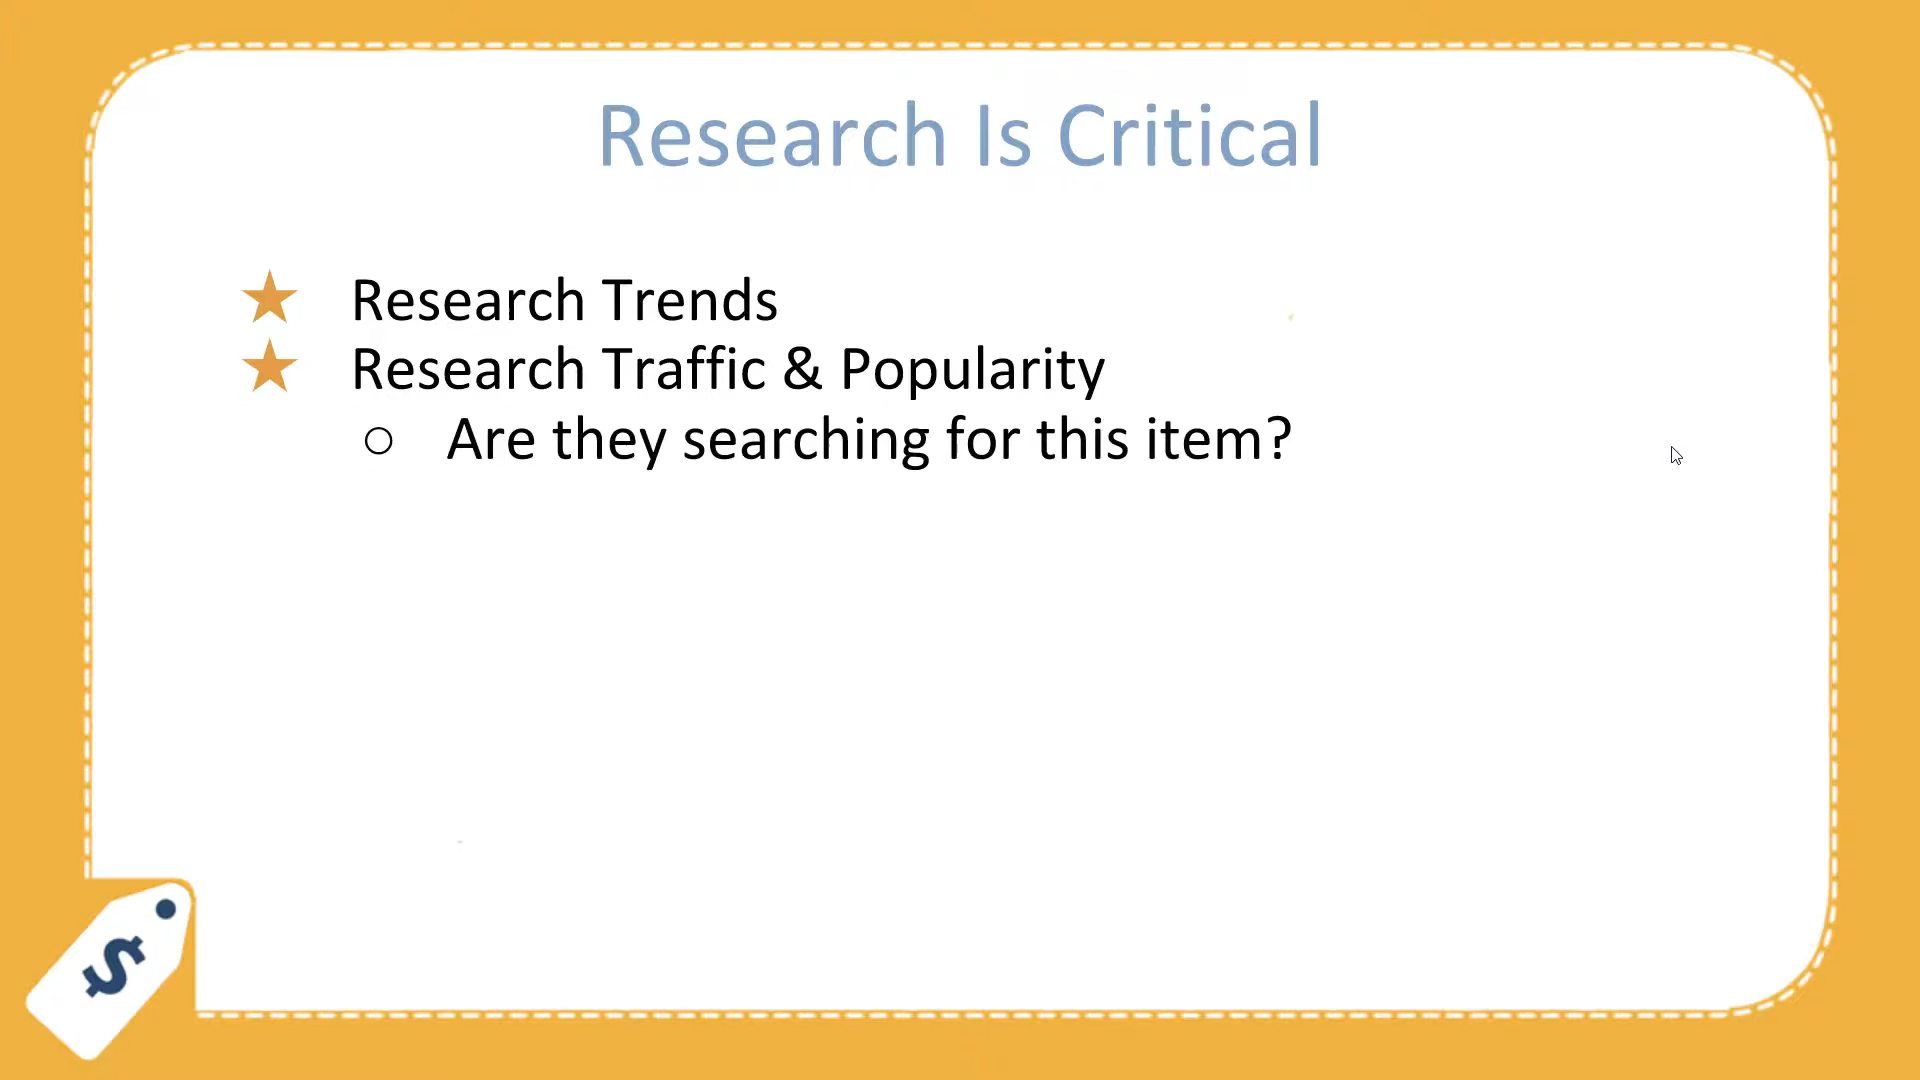 Research Is Critical
★ Research Trends
★ Research Traffic & Popularity
○ Are they searching for this item?
$